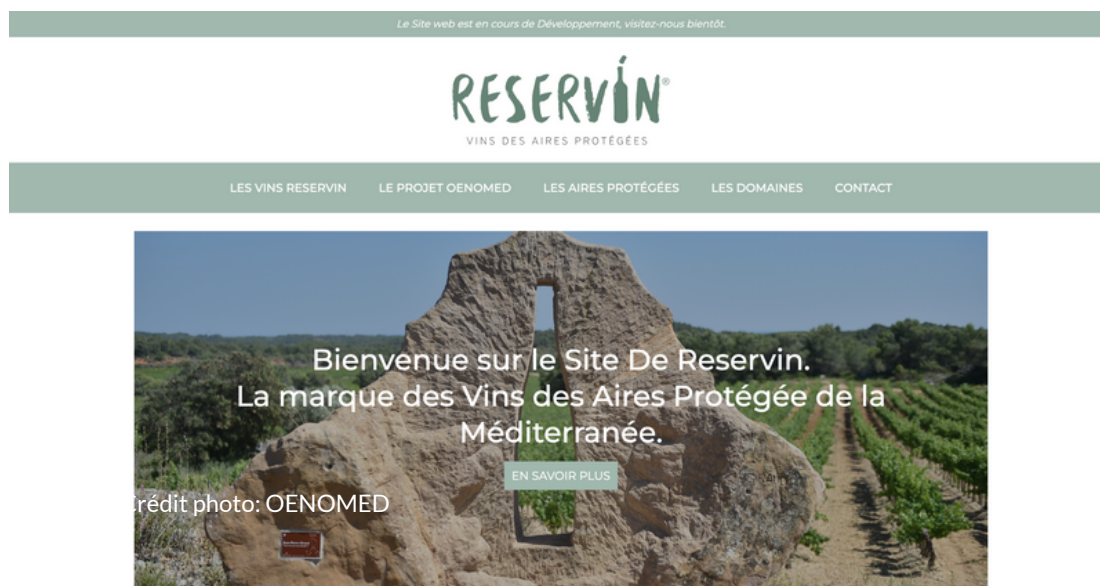 Le Site web est en cours de Développement, visitez-nous bientôt.
RESERVÍN®
VINS DES AIRES PROTÉGÉES
LES VINS RESERVIN LE PROJET OENOMED LES AIRES PROTÉGÉES LES DOMAINES CONTACT
Bienvenue sur le Site De Reservin.
La marque des Vins des Aires Protégée de la
Méditerranée.
EN SAVOIR PLUS
Crédit photo: OENOMED